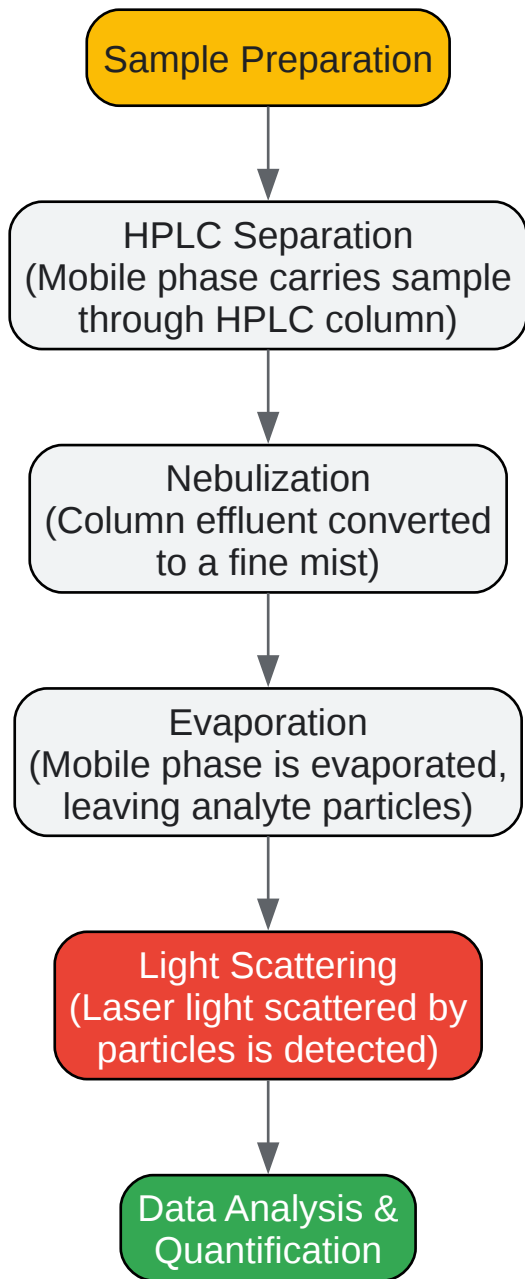 Sample Preparation
HPLC Separation
(Mobile phase carries sample
through HPLC column)
Nebulization
(Column effluent converted
to a fine mist)
Evaporation
(Mobile phase is evaporated,
leaving analyte particles)
Light Scattering
(Laser light scattered by
particles is detected)
Data Analysis &
Quantification